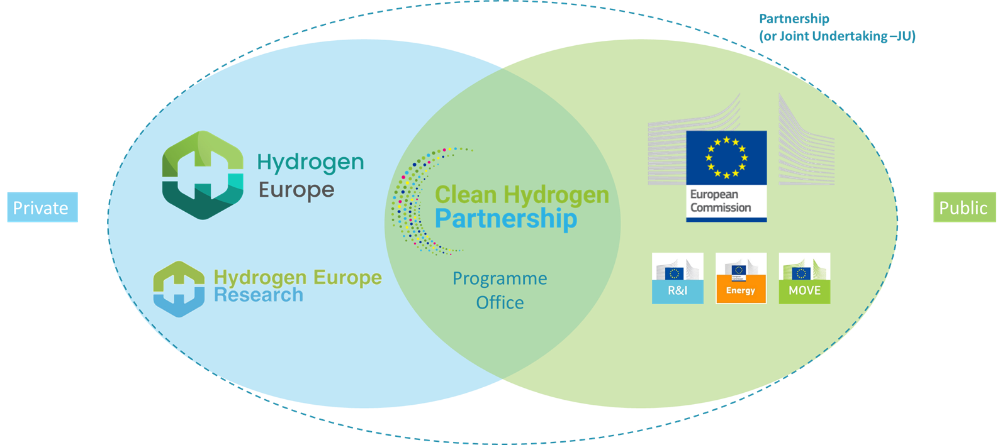 Partnership
(or Joint Undertaking –JU)
Private
Hydrogen
Europe
Hydrogen Europe
Research
Clean Hydrogen
Partnership
Programme
Office
European
Commission
R&I
Energy
MOVE
Public